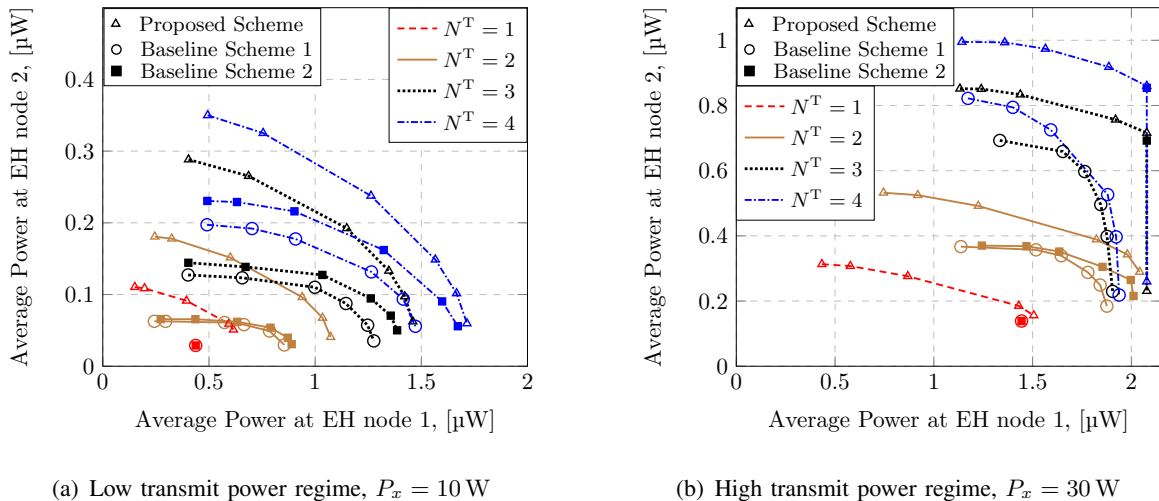 Proposed Scheme
Baseline Scheme 1
Baseline Scheme 2
N^T = 1
N^T = 2
N^T = 3
N^T = 4
0.4
0.3
0.2
0.1
0
0 0.5 1 1.5 2
Average Power at EH node 2, [µW]
Average Power at EH node 1, [µW]
(a) Low transmit power regime, P_x = 10 W
Proposed Scheme
Baseline Scheme 1
Baseline Scheme 2
N^T = 1
N^T = 2
N^T = 3
N^T = 4
1
0.8
0.6
0.4
0.2
0
0 0.5 1 1.5 2
Average Power at EH node 2, [µW]
Average Power at EH node 1, [µW]
(b) High transmit power regime, P_x = 30 W